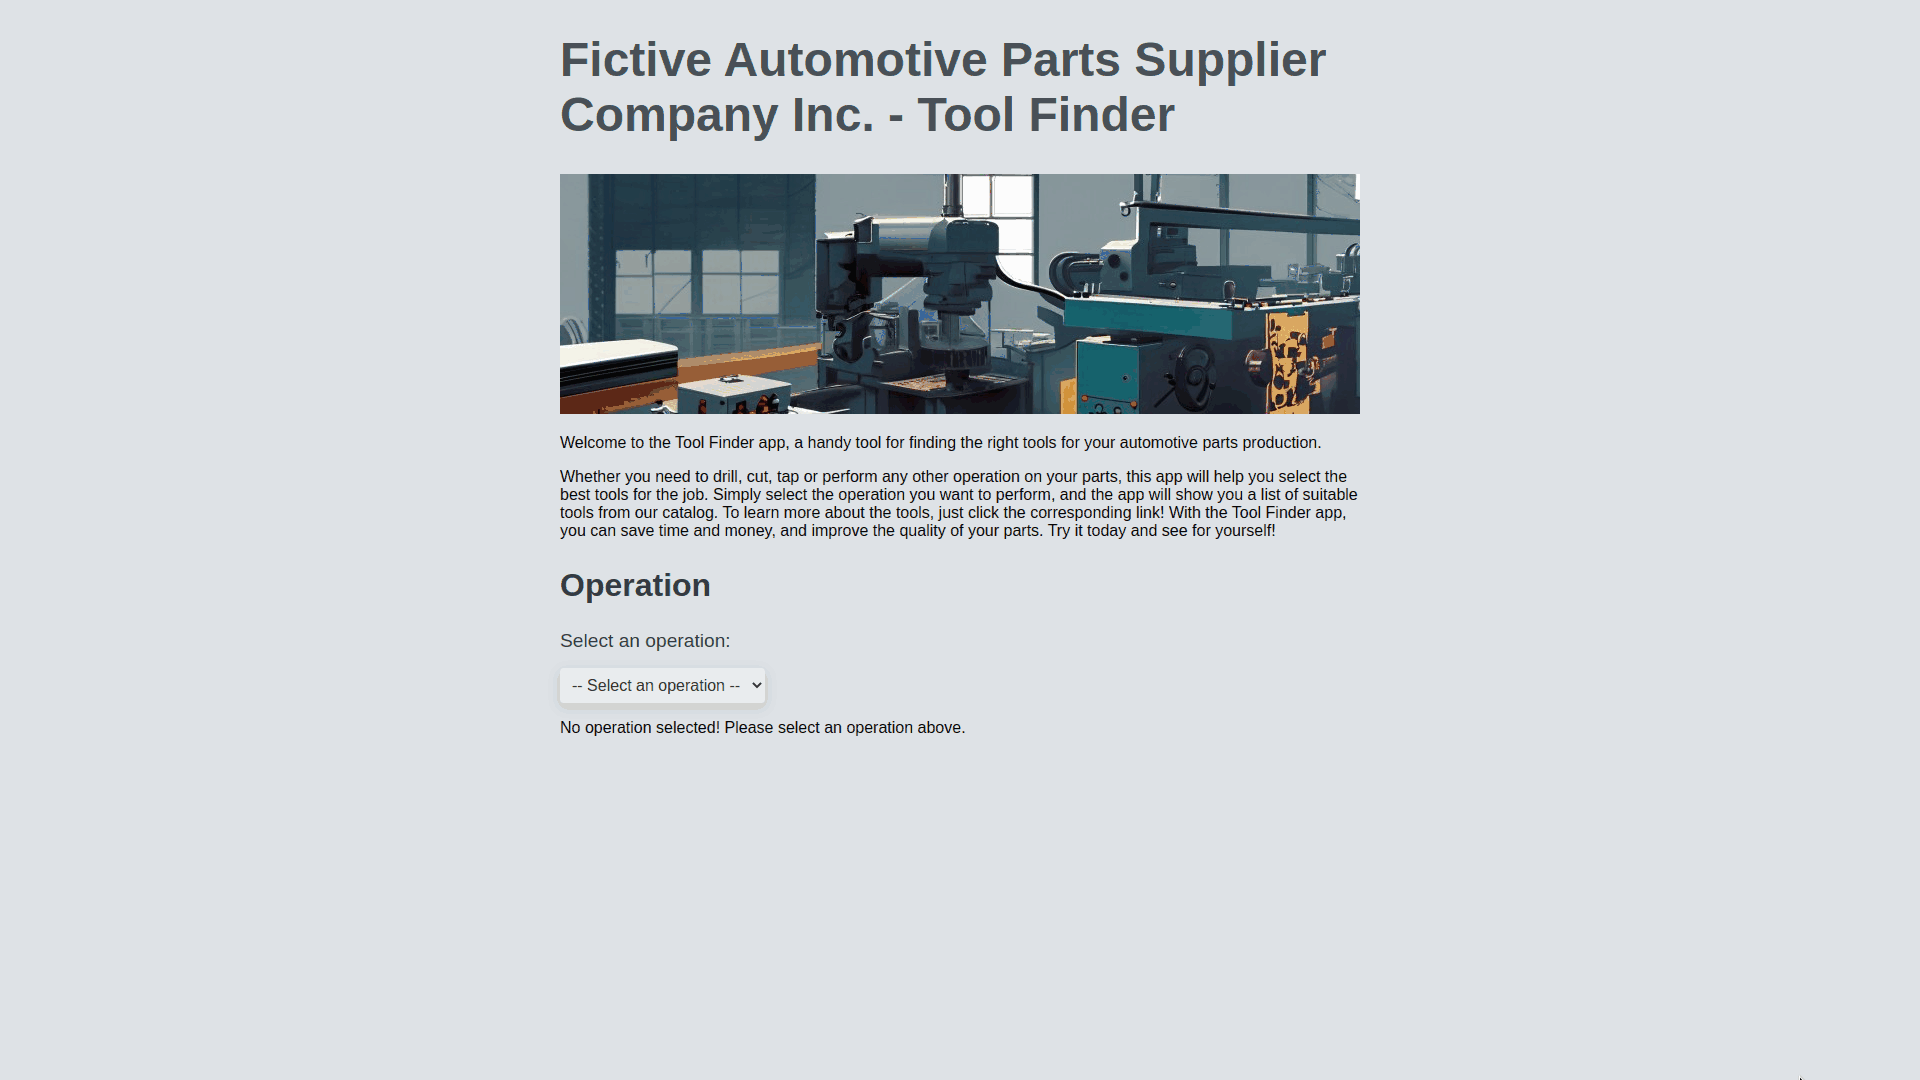 Fictive Automotive Parts Supplier
Company Inc. - Tool Finder
Welcome to the Tool Finder app, a handy tool for finding the right tools for your automotive parts production.
Whether you need to drill, cut, tap or perform any other operation on your parts, this app will help you select the
best tools for the job. Simply select the operation you want to perform, and the app will show you a list of suitable
tools from our catalog. To learn more about the tools, just click the corresponding link! With the Tool Finder app,
you can save time and money, and improve the quality of your parts. Try it today and see for yourself!
Operation
Select an operation:
-- Select an operation --
No operation selected! Please select an operation above.